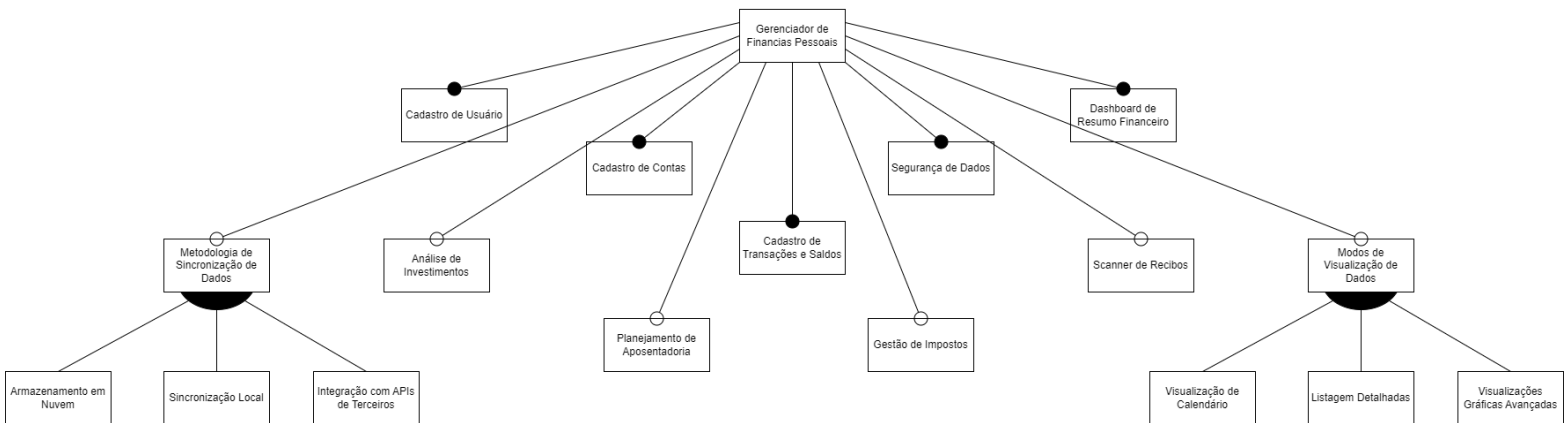 Gerenciador de
Financias Pessoais
Cadastro de Usuário
Dashboard de
Resumo Financeiro
Cadastro de Contas
Segurança de Dados
Metodologia de
Sincronização de
Dados
Análise de
Investimentos
Cadastro de
Transações e Saldos
Scanner de Recibos
Modos de
Visualização de
Dados
Planejamento de
Aposentadoria
Gestão de Impostos
Armazenamento em
Nuvem
Sincronização Local
Integração com APIs
de Terceiros
Visualização de
Calendário
Listagem Detalhadas
Visualizações
Gráficas Avançadas